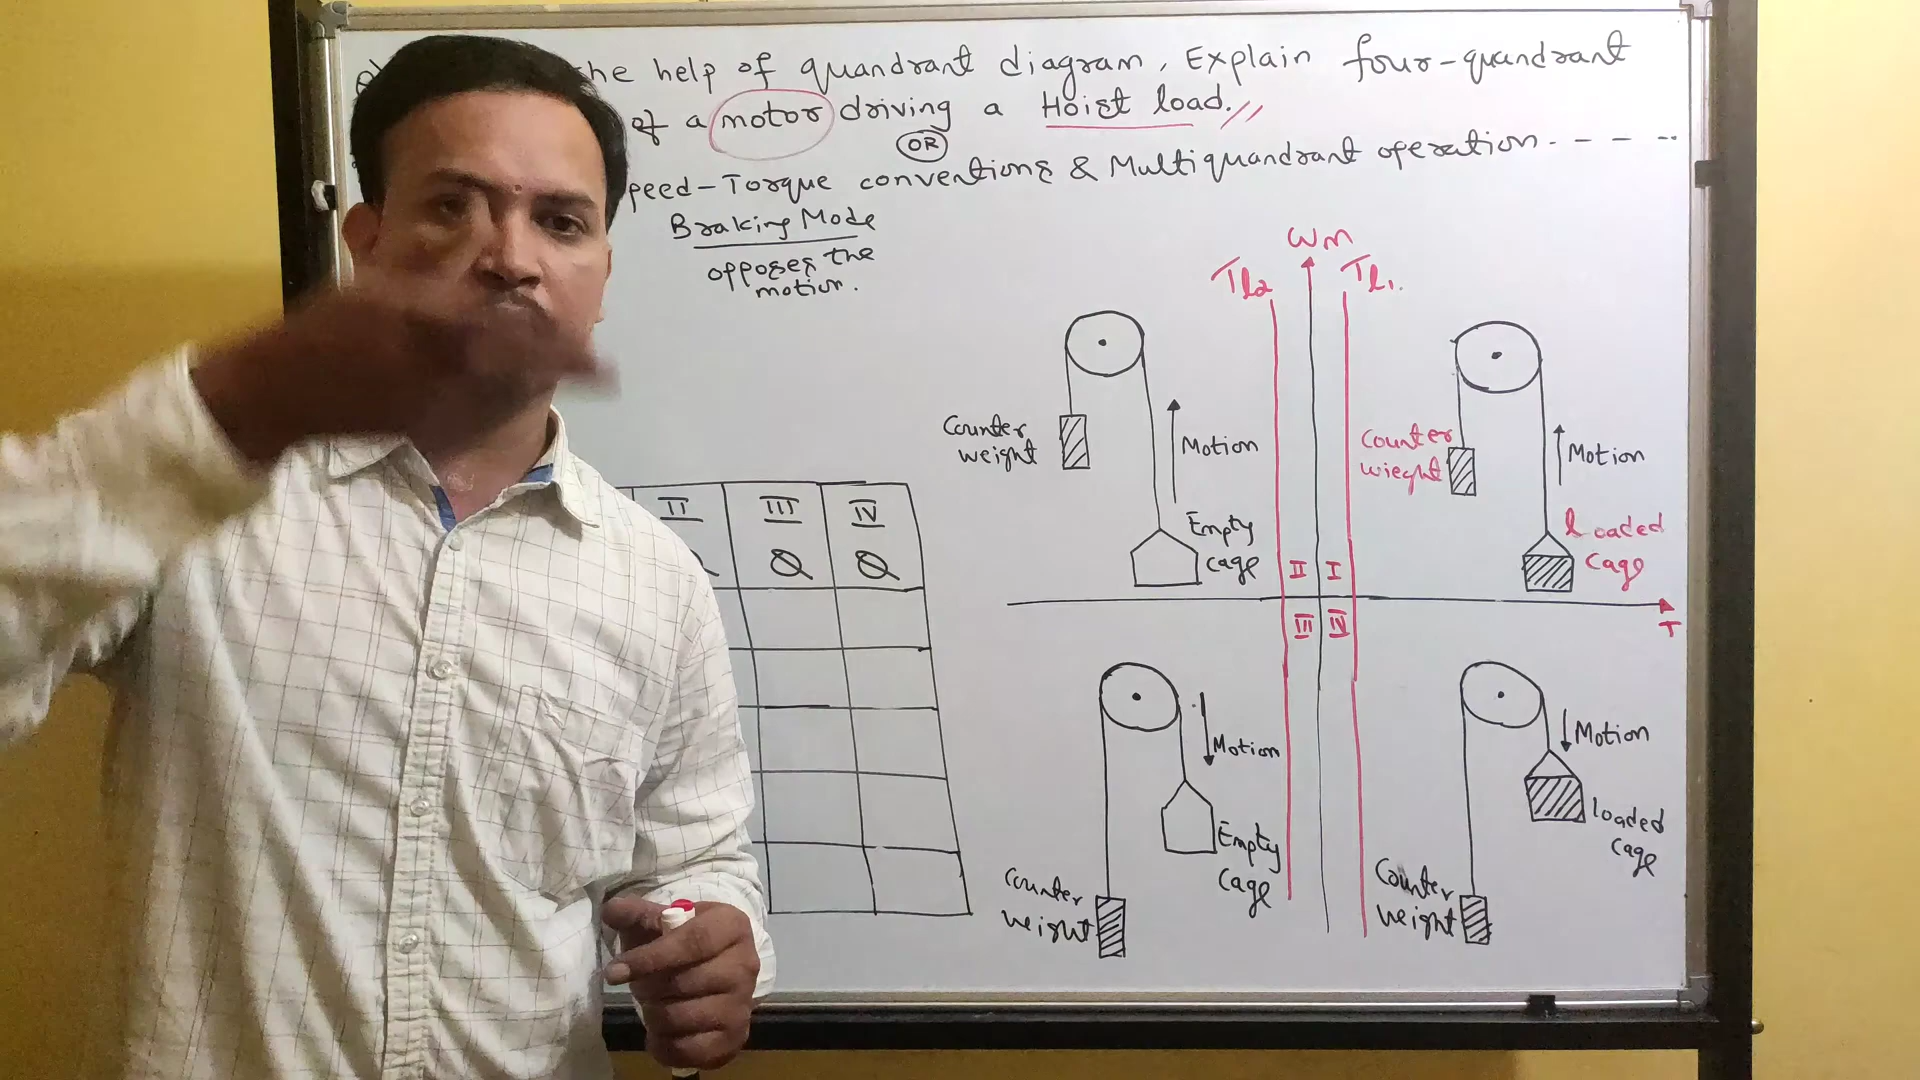 the help of quandrant diagram, Explain four-quandrant
of a motor driving a Hoist load.
OR
peed-Torque conventions & Multiquandrant operation. - - - --
Braking Mode
opposes the
motion.
Wm
Tl2
Tl1.
Counter
weight
Motion
Empty
cage
Counter
wieght
Motion
loaded
cage
II I
III IV
T
II III IV
Q Q
Motion
Empty
cage
Counter
weight
Motion
loaded
cage
Counter
weight